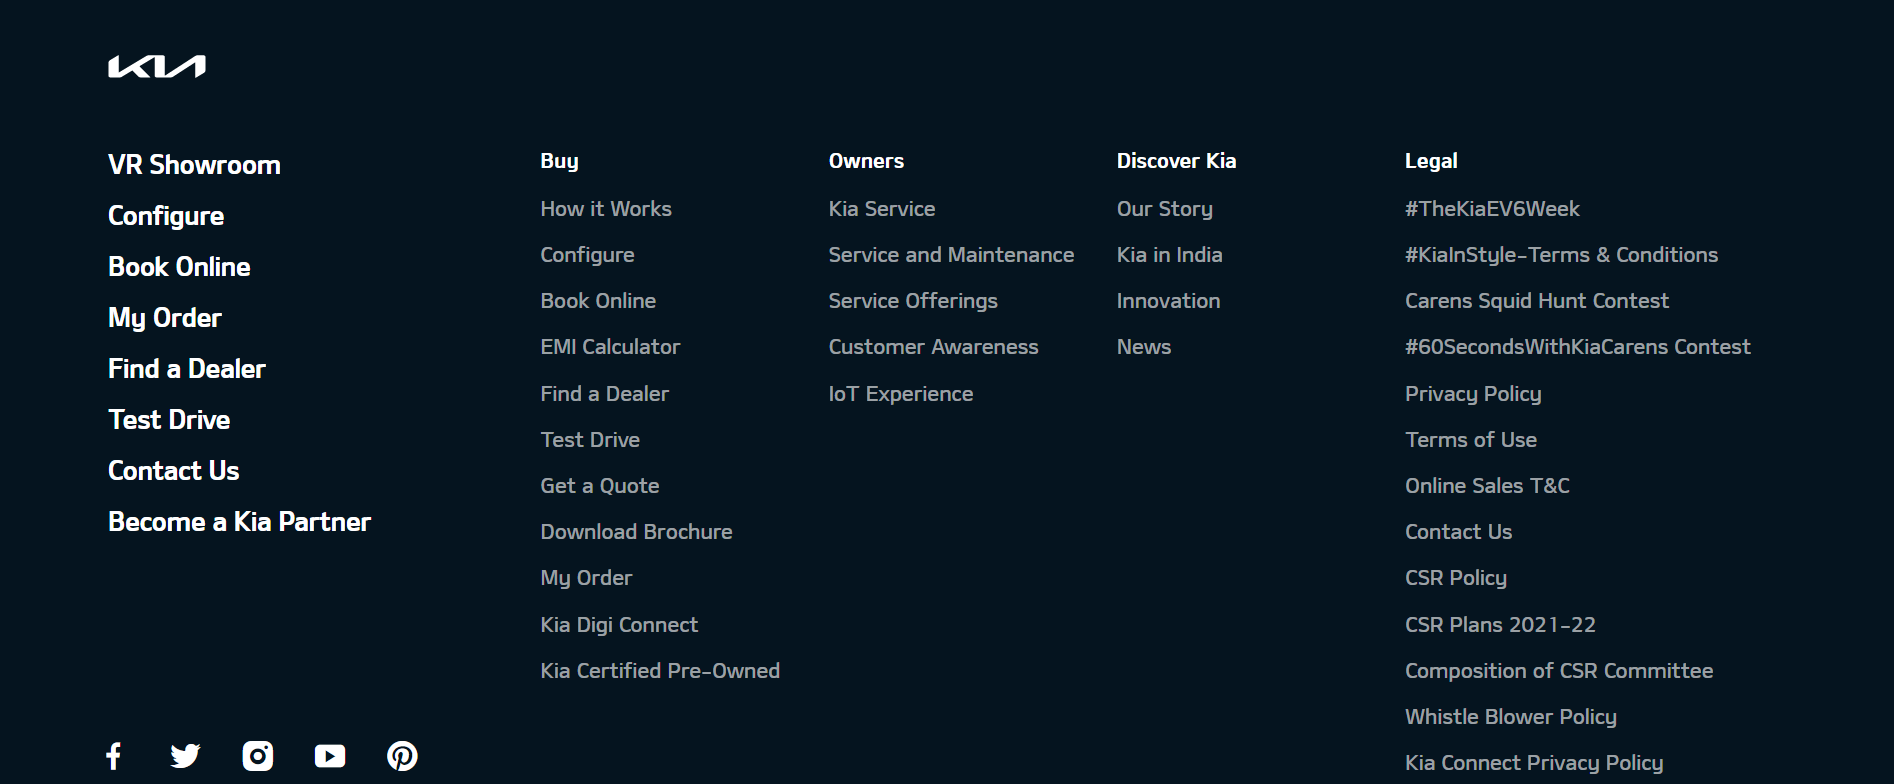 KIA
VR Showroom
Configure
Book Online
My Order
Find a Dealer
Test Drive
Contact Us
Become a Kia Partner
Buy
How it Works
Configure
Book Online
EMI Calculator
Find a Dealer
Test Drive
Get a Quote
Download Brochure
My Order
Kia Digi Connect
Kia Certified Pre-Owned
Owners
Kia Service
Service and Maintenance
Service Offerings
Customer Awareness
IoT Experience
Discover Kia
Our Story
Kia in India
Innovation
News
Legal
#TheKiaEV6Week
#KiaInStyle-Terms & Conditions
Carens Squid Hunt Contest
#60SecondsWithKiaCarens Contest
Privacy Policy
Terms of Use
Online Sales T&C
Contact Us
CSR Policy
CSR Plans 2021-22
Composition of CSR Committee
Whistle Blower Policy
Kia Connect Privacy Policy